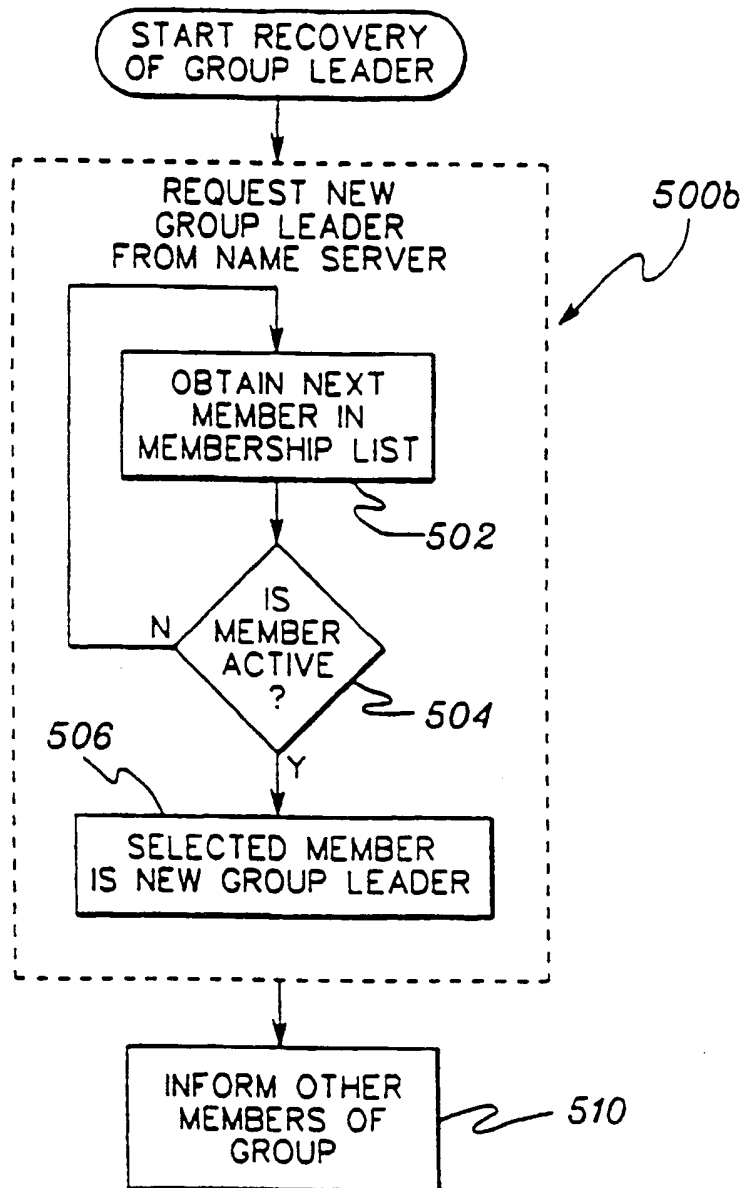 START RECOVERY
OF GROUP LEADER
REQUEST NEW
GROUP LEADER
FROM NAME SERVER
500b
OBTAIN NEXT
MEMBER IN
MEMBERSHIP LIST
502
IS
MEMBER
ACTIVE
?
N
504
Y
506
SELECTED MEMBER
IS NEW GROUP LEADER
INFORM OTHER
MEMBERS OF
GROUP
510